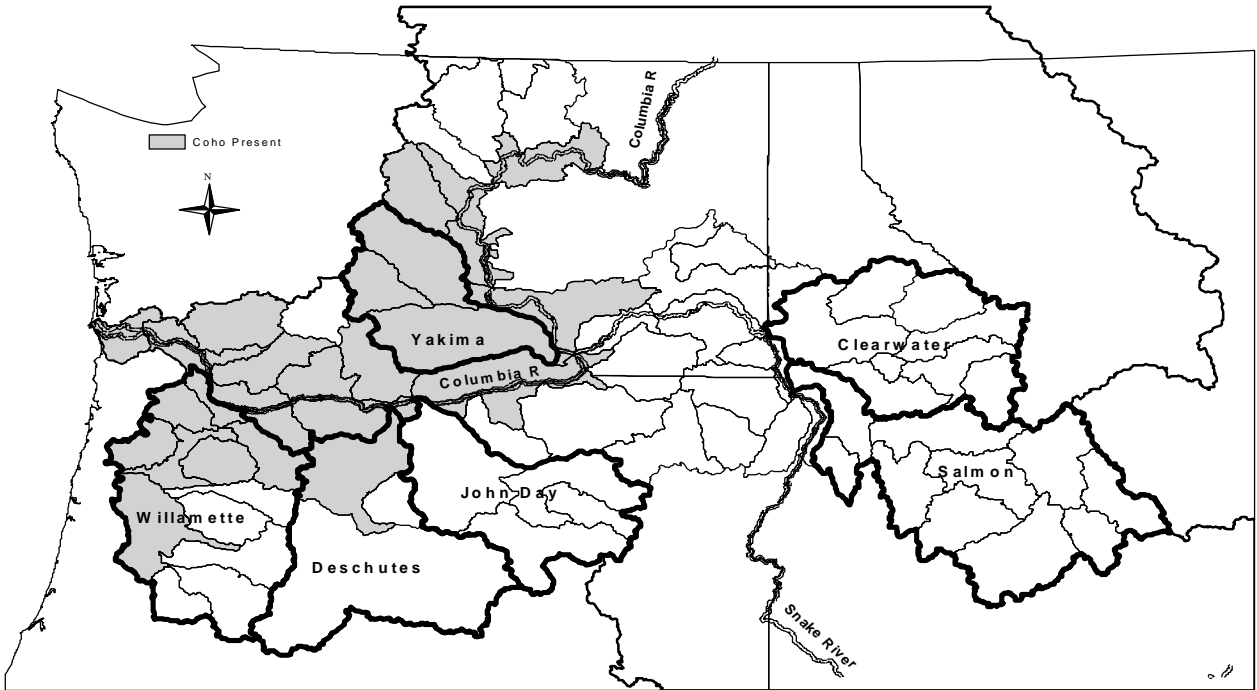 Columbia R
Coho Present
N
Yakima
Clearwater
Columbia R
Salmon
John Day
Willamette
Deschutes
Snake River